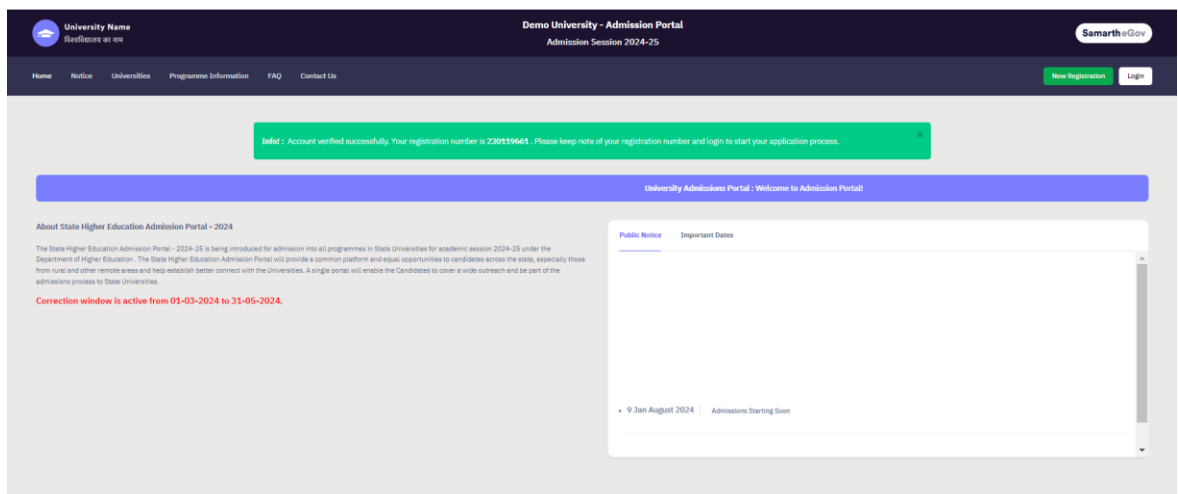 University Name
विश्वविद्यालय का नाम
Demo University - Admission Portal
Admission Session 2024-25
Samarth eGov
Home Notice Universities Programme Information FAQ Contact Us
New Registration Login
Info! : Account verified successfully. Your registration number is 230119661 . Please keep note of your registration number and login to start your application process. ×
University Admissions Portal : Welcome to Admission Portal!
About State Higher Education Admission Portal - 2024
The State Higher Education Admission Portal - 2024-25 is being introduced for admission into all programmes in State Universities for academic session 2024-25 under the
Department of Higher Education . The State Higher Education Admission Portal will provide a common platform and equal opportunities to candidates across the state, especially those
from rural and other remote areas and help establish better connect with the Universities. A single portal will enable the Candidates to cover a wide outreach and be part of the
admissions process to State Universities.
Correction window is active from 01-03-2024 to 31-05-2024.
Public Notice Important Dates
• 9 Jan August 2024 Admissions Starting Soon